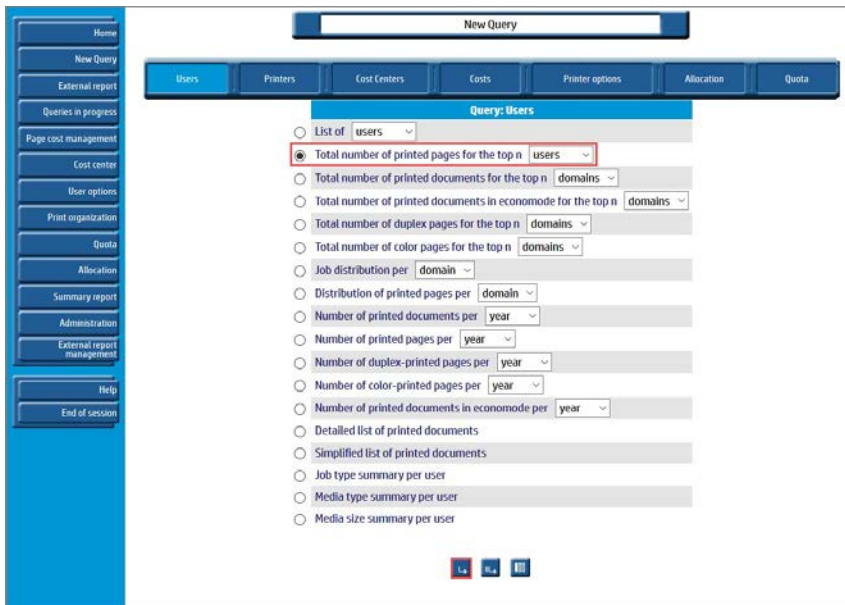 New Query
Home
New Query
External report
Queries in progress
Page cost management
Cost center
User options
Print organization
Quota
Allocation
Summary report
Administration
External report
management
Help
End of session
Users
Printers
Cost Centers
Costs
Printer options
Allocation
Quota
Query: Users
List of users
Total number of printed pages for the top n users
Total number of printed documents for the top n domains
Total number of printed documents in economode for the top n domains
Total number of duplex pages for the top n domains
Total number of color pages for the top n domains
Job distribution per domain
Distribution of printed pages per domain
Number of printed documents per year
Number of printed pages per year
Number of duplex-printed pages per year
Number of color-printed pages per year
Number of printed documents in economode per year
Detailed list of printed documents
Simplified list of printed documents
Job type summary per user
Media type summary per user
Media size summary per user